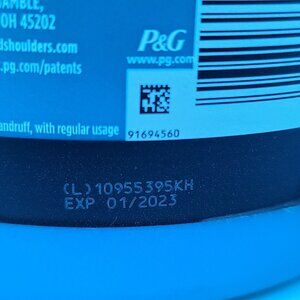 AMBLE,
OH 45202
dshoulders.com
w.pg.com/patents
P&G
www.pg.com
andruff, with regular usage
91694560
(L)10955395KH
EXP 01/2023